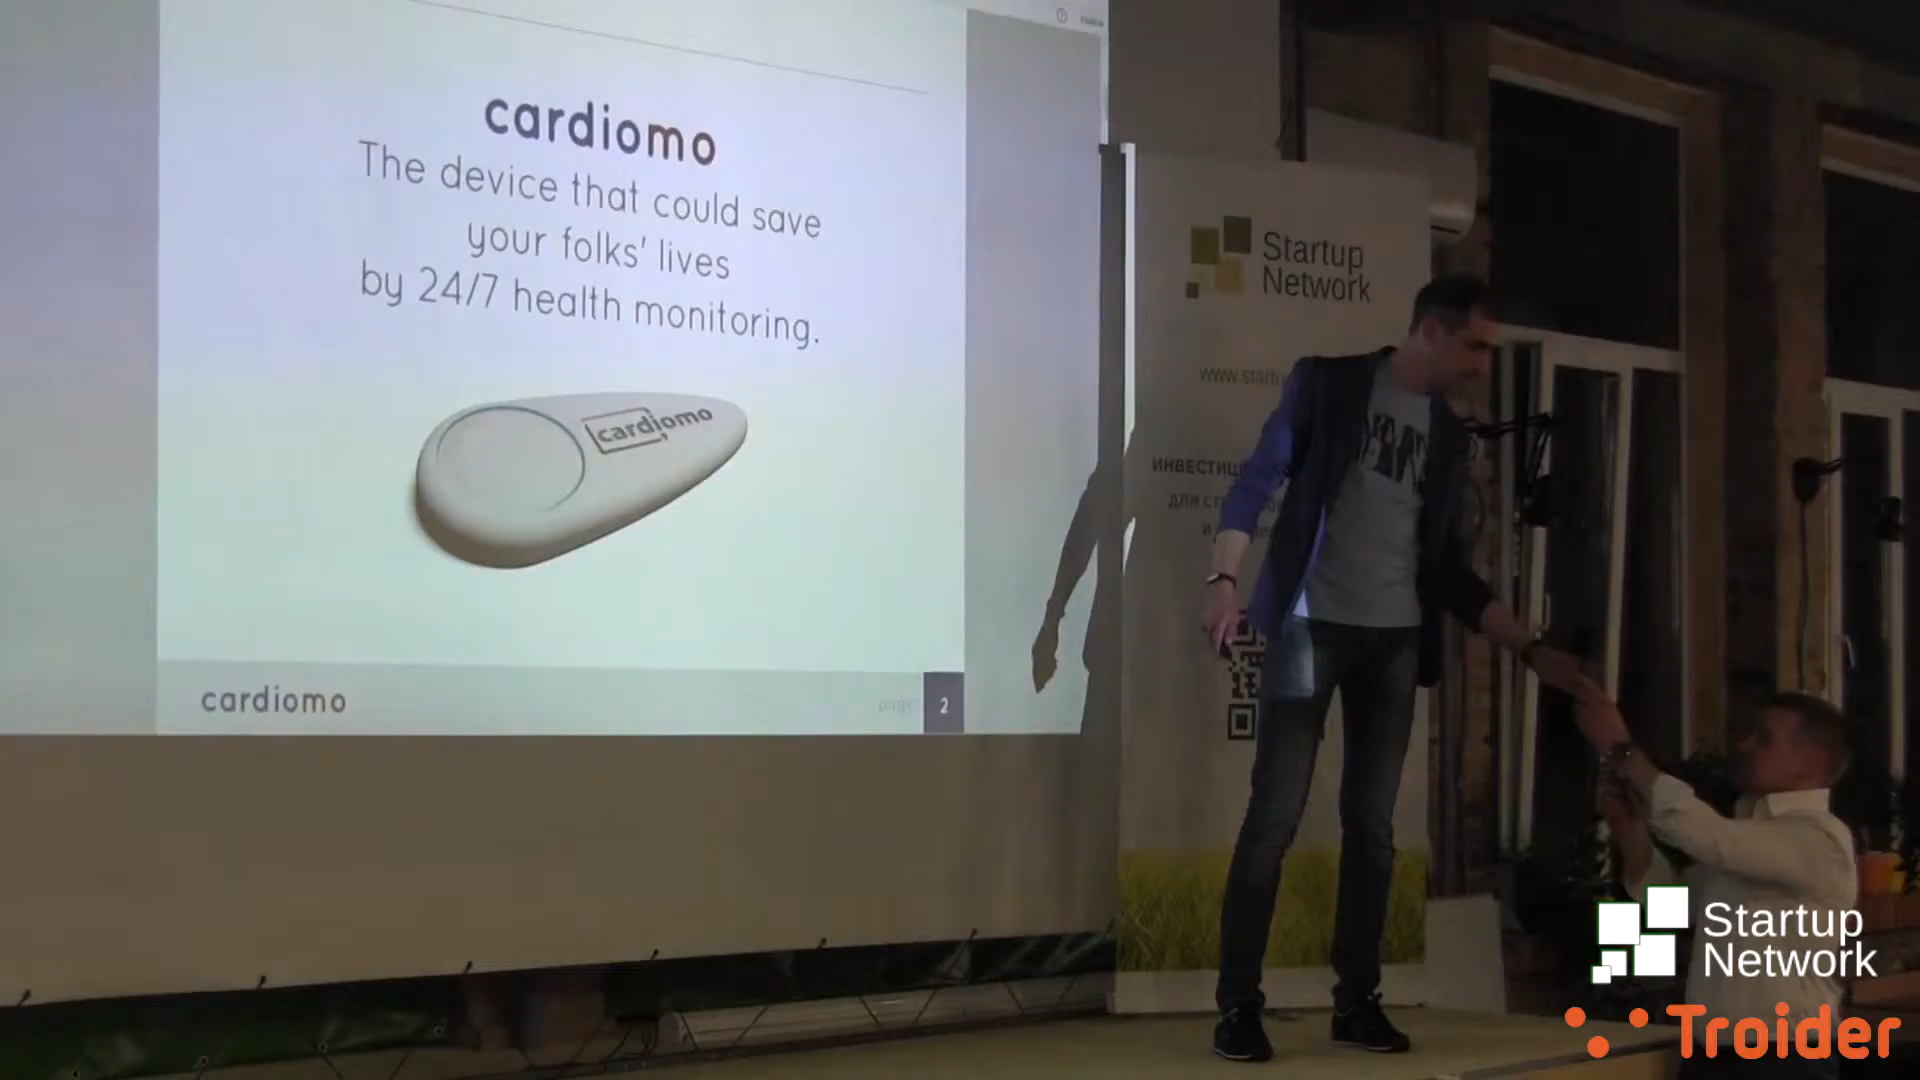 cardiomo
The device that could save
your folks' lives
by 24/7 health monitoring.
cardiomo
cardiomo
page
2
Startup
Network
Startup
Network
Troider